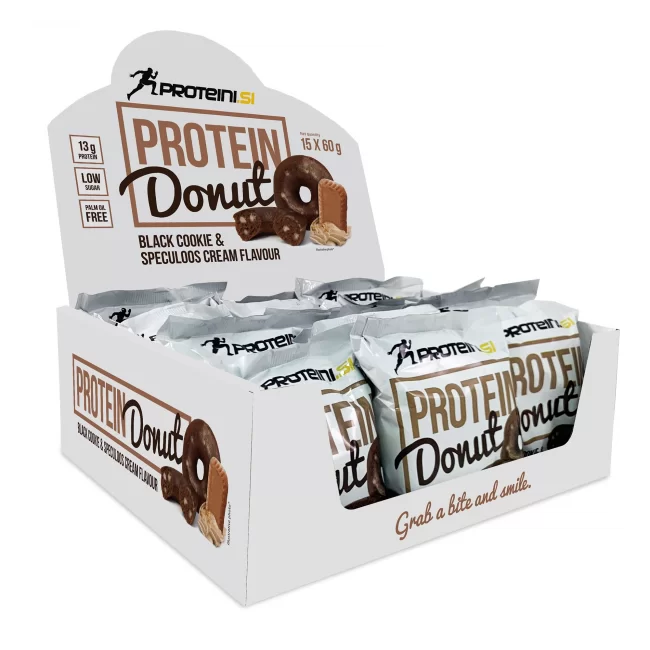 PROTEINI.SI
PROTEIN
Donut
BLACK COOKIE &
SPECULOOS CREAM FLAVOUR
13 g
PROTEIN
LOW
SUGAR
PALM OIL
FREE
15 X 60 g
PROTEINI.SI
PROTEINI.SI
PROTEINI.SI
PROTEIN
Donut
PROTEINI.SI
PROTEIN
Donut
PROTEIN Donut
BLACK COOKIE & SPECULOOS CREAM FLAVOUR
Grab a bite and smile.